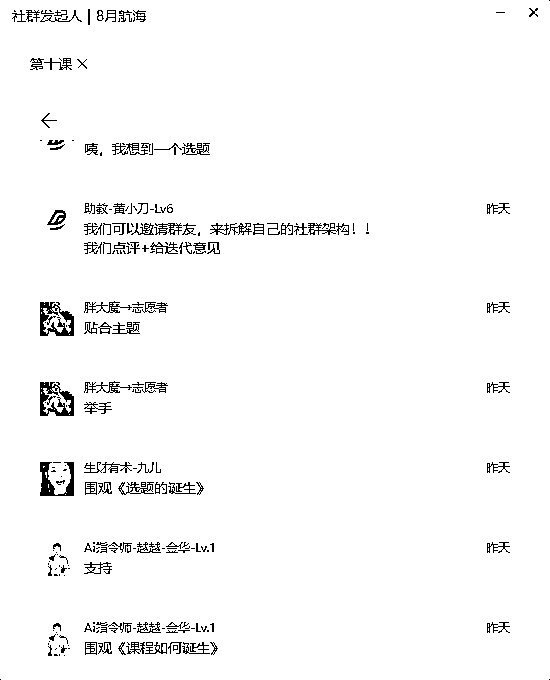 社群发起人 | 8月航海
第十课 ×
咦，我想到一个选题
助教-黄小刀-Lv6 昨天
我们可以邀请群友，来拆解自己的社群架构！！
我们点评+给迭代意见
胖大魔→志愿者 昨天
贴合主题
胖大魔→志愿者 昨天
举手
生财有术-九儿 昨天
围观《选题的诞生》
Ai指令师-越越-金华-Lv.1 昨天
支持
Ai指令师-越越-金华-Lv.1 昨天
围观《课程如何诞生》